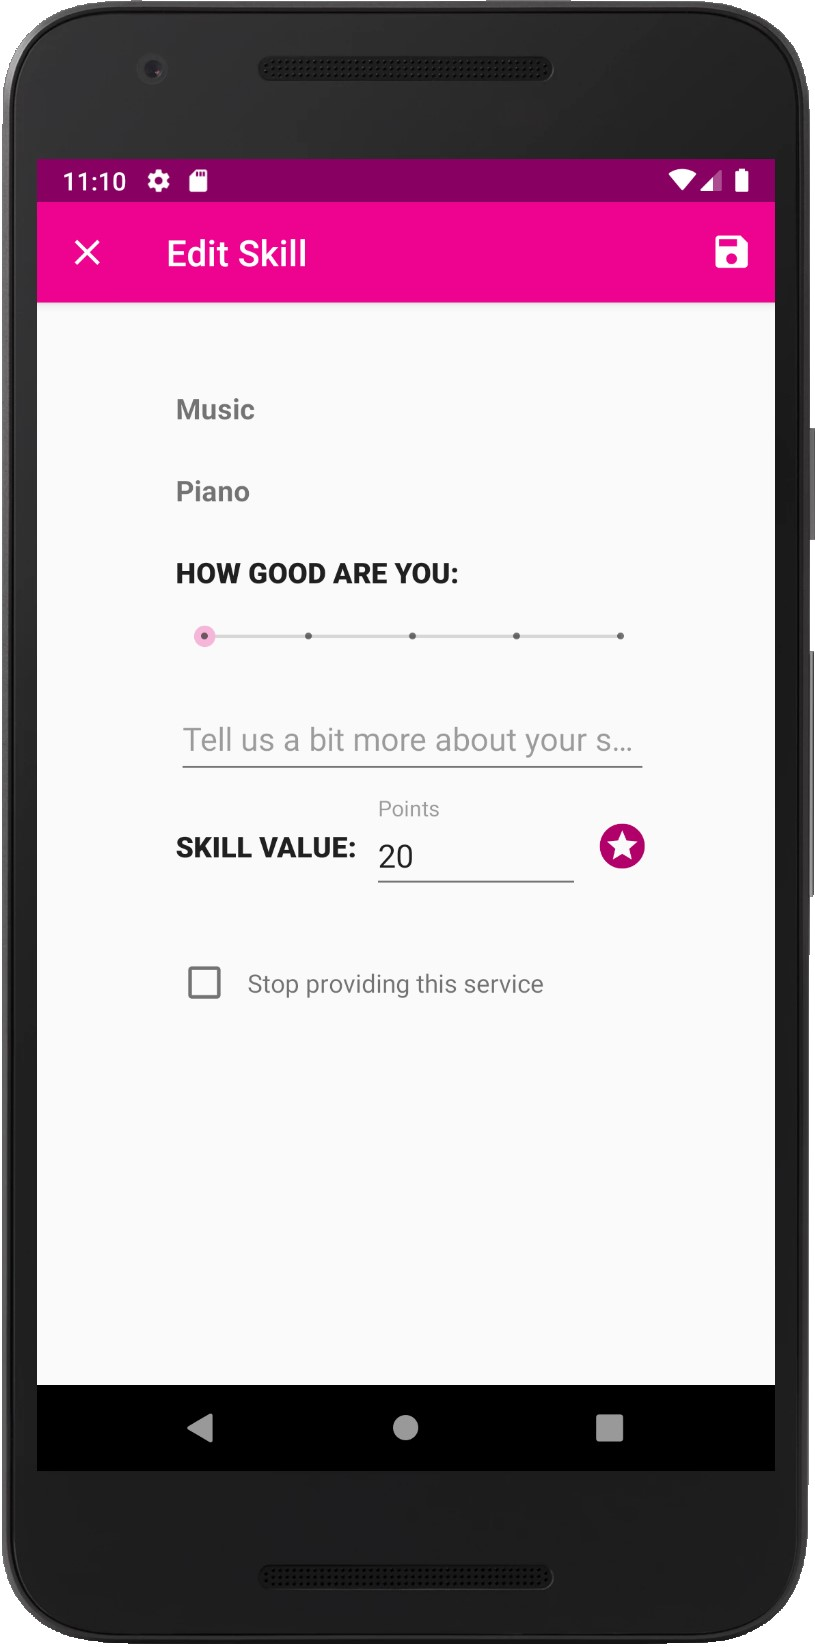 11:10
Edit Skill
Music
Piano
HOW GOOD ARE YOU:
Tell us a bit more about your s...
Points
SKILL VALUE: 20
Stop providing this service